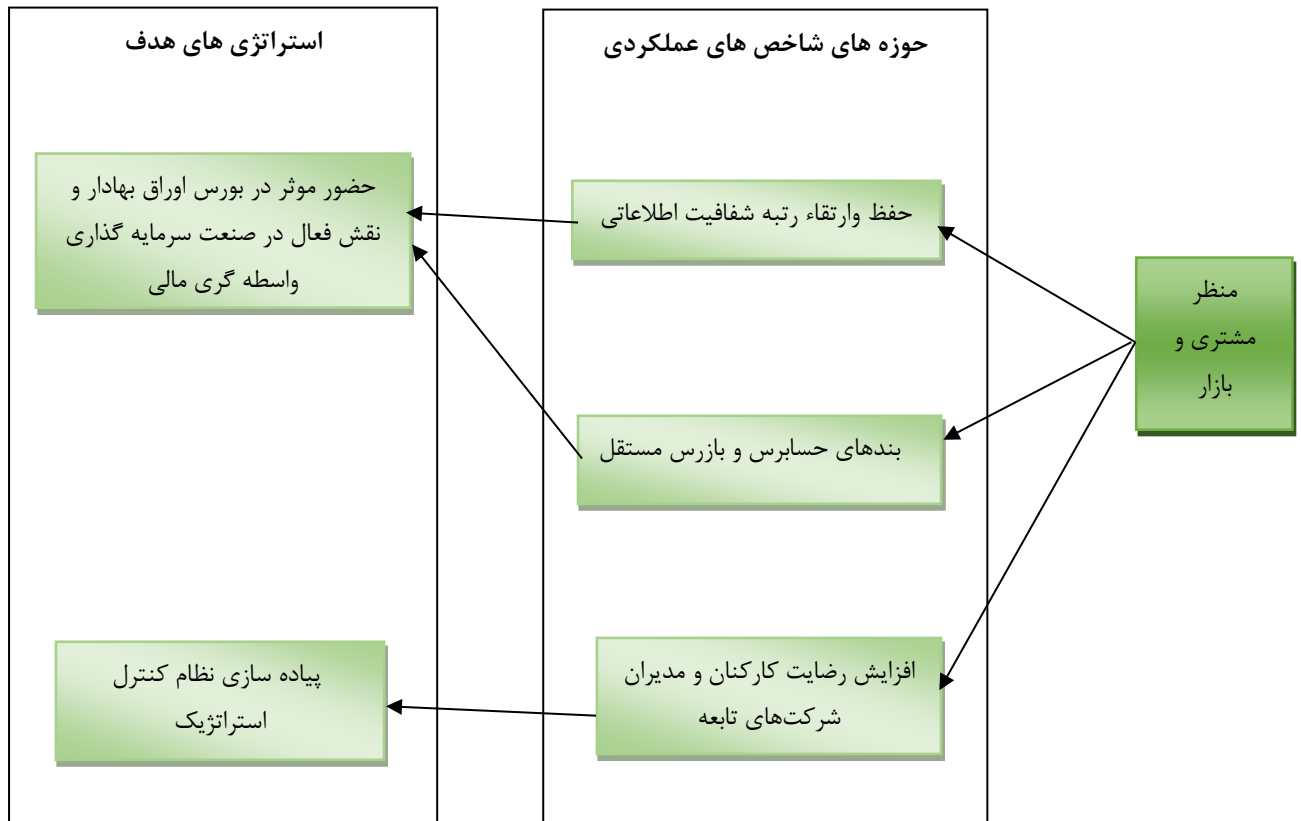 حوزه های شاخص های عملکردی
استراتژی های هدف
منظر
مشتری و
بازار
حفظ وارتقاء رتبه شفافیت اطلاعاتی
حضور موثر در بورس اوراق بهادار و
نقش فعال در صنعت سرمایه گذاری
واسطه گری مالی
بندهای حسابرس و بازرس مستقل
افزایش رضایت کارکنان و مدیران
شرکت‌های تابعه
پیاده سازی نظام کنترل
استراتژیک